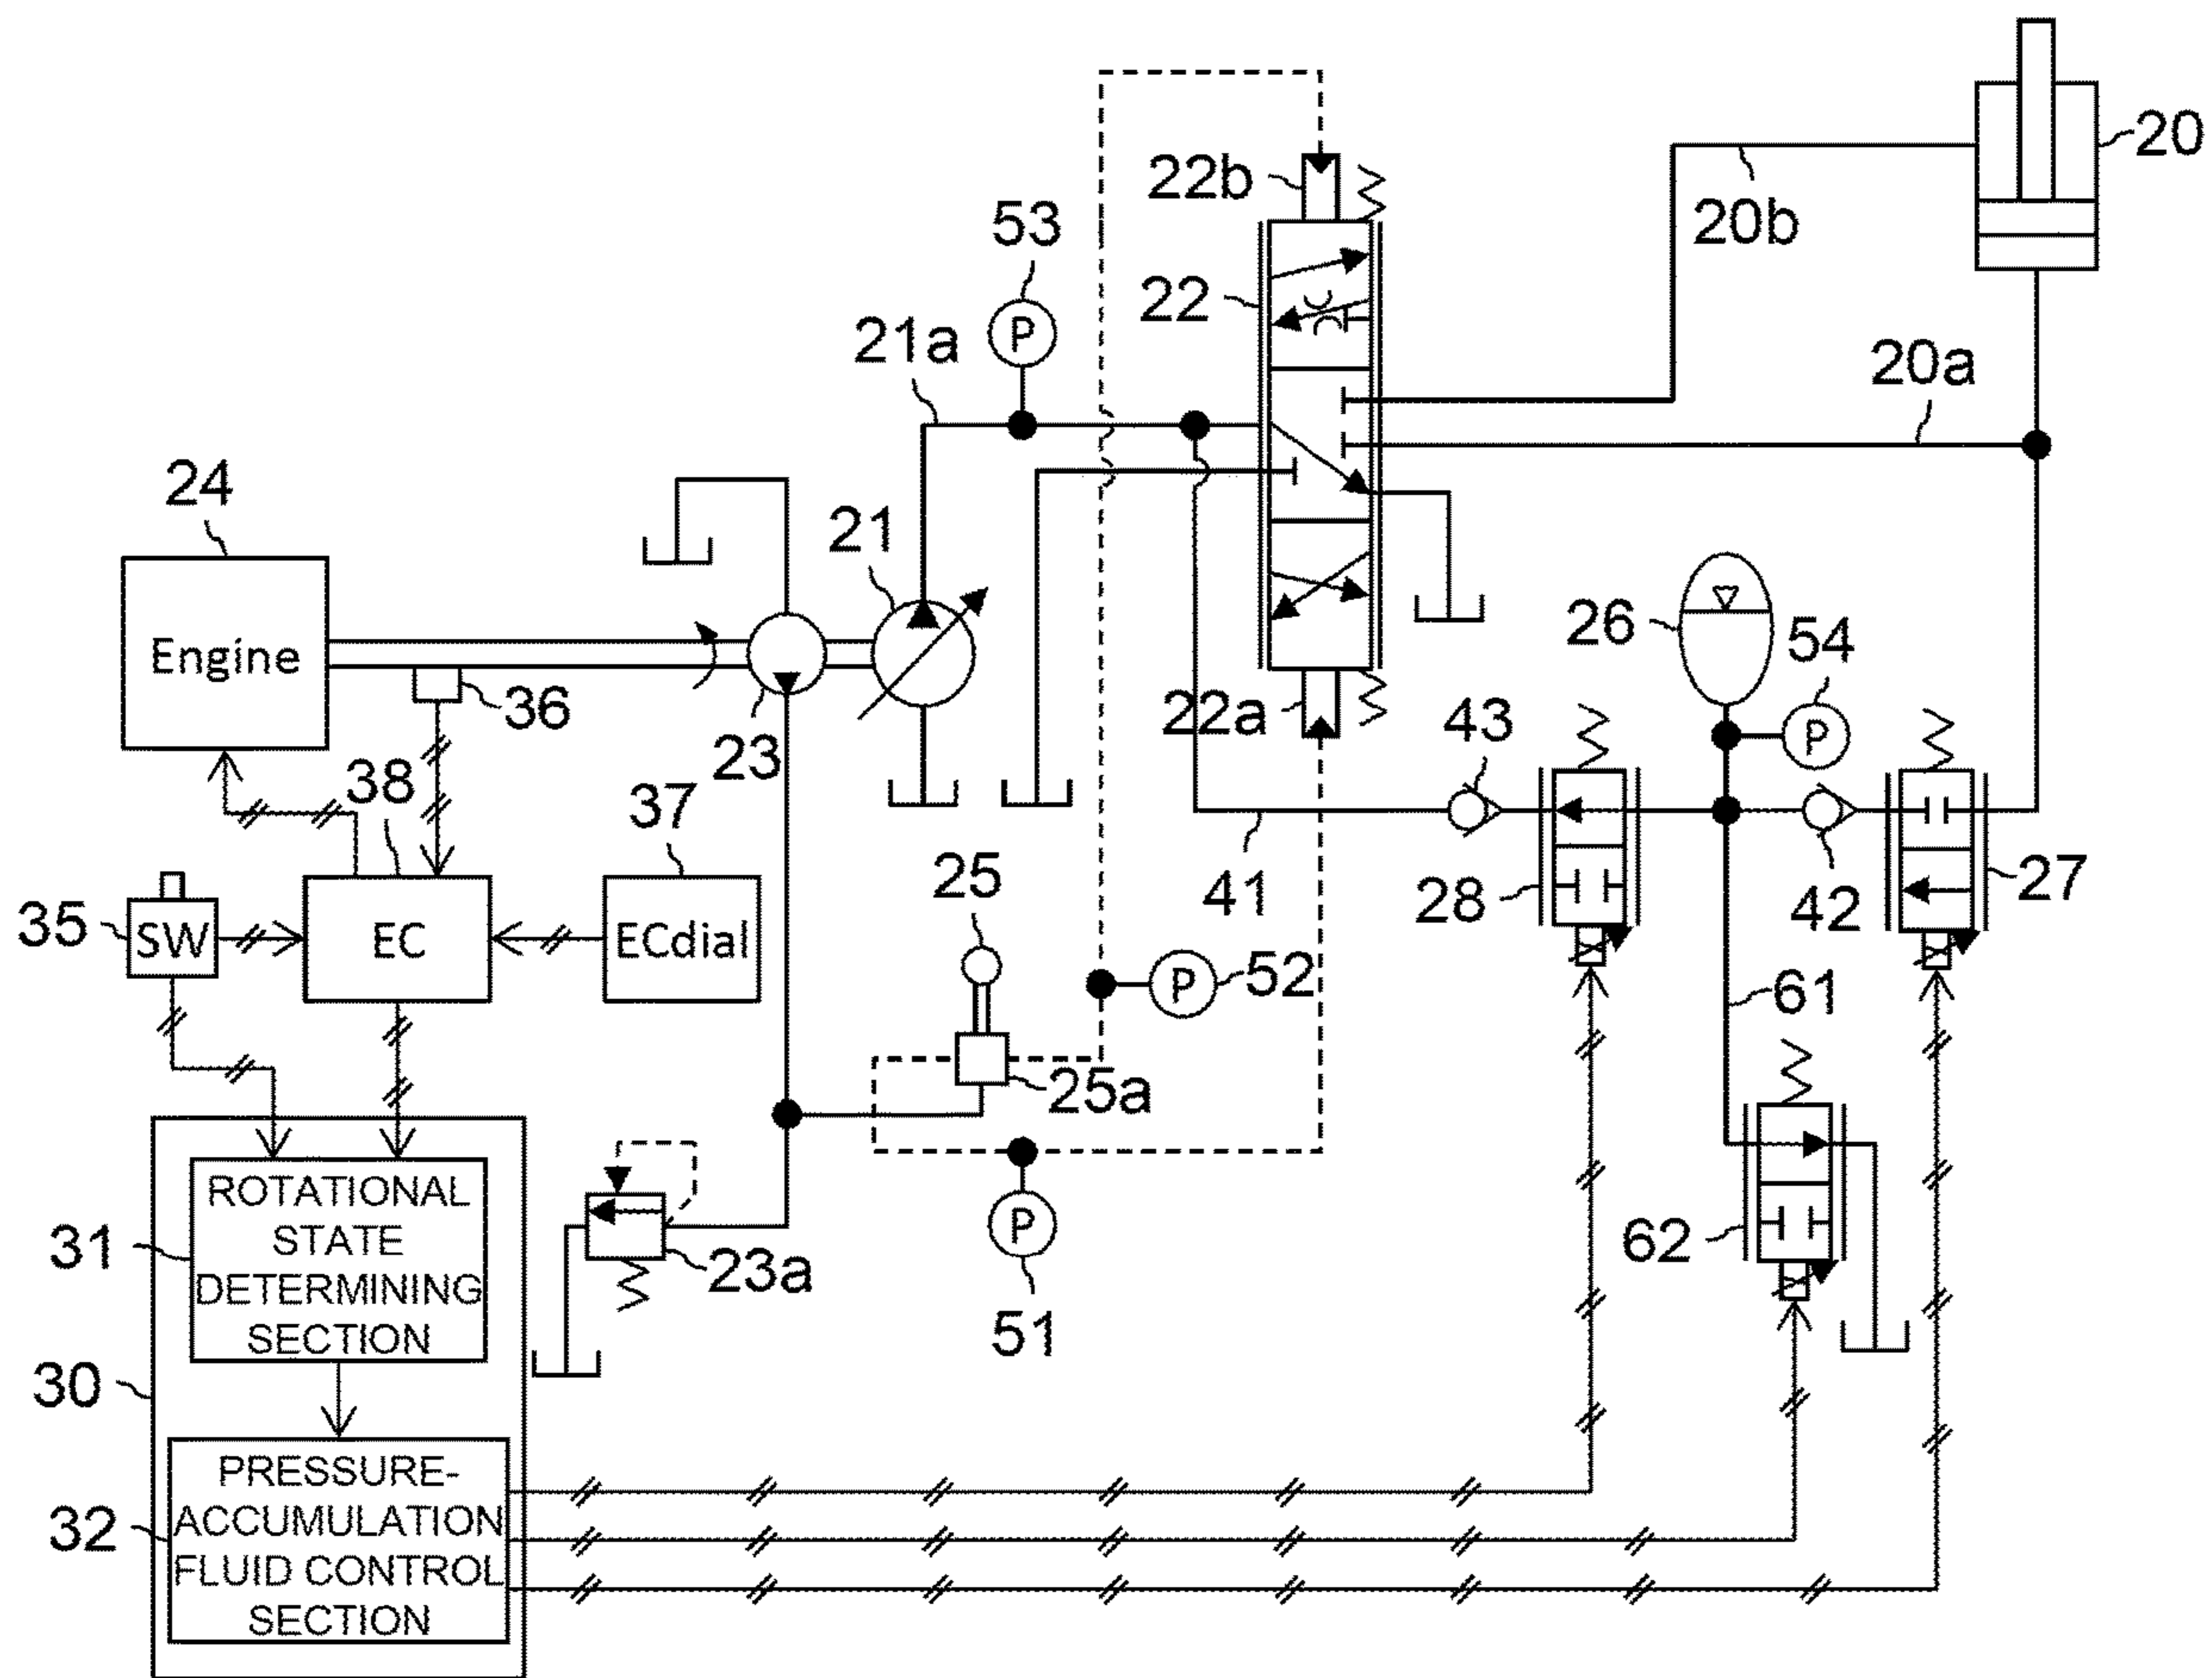 20
22b
20b
53
22
21a
20a
P
24
21
Engine
26
54
36
22a
43
P
23
38
37
25
41
28
42
27
35
SW
EC
ECdial
P
52
61
25a
ROTATIONAL
STATE
DETERMINING
SECTION
31
23a
P
62
51
30
PRESSURE-
ACCUMULATION
FLUID CONTROL
SECTION
32